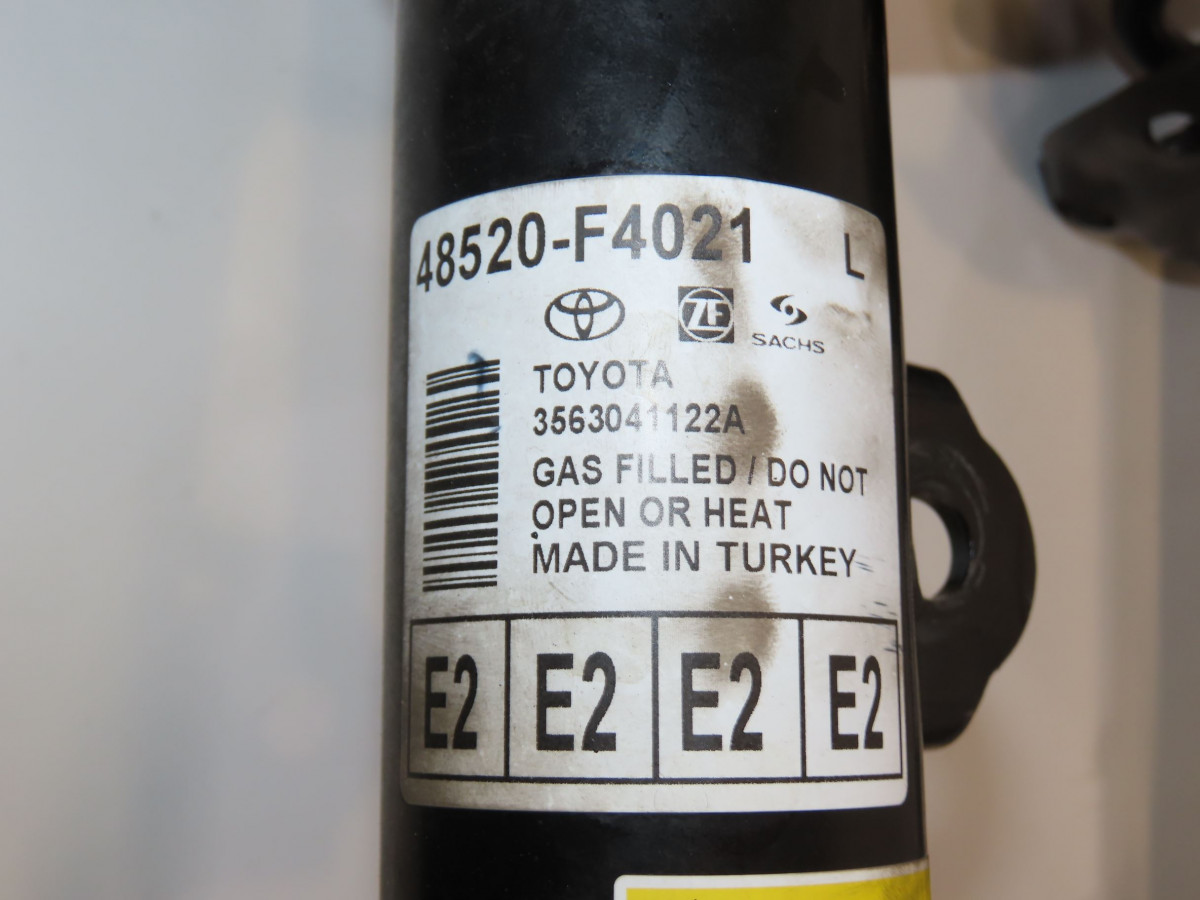 48520-F4021 L
ZF SACHS
TOYOTA
3563041122A
GAS FILLED / DO NOT
OPEN OR HEAT
MADE IN TURKEY
E2 E2 E2 E2